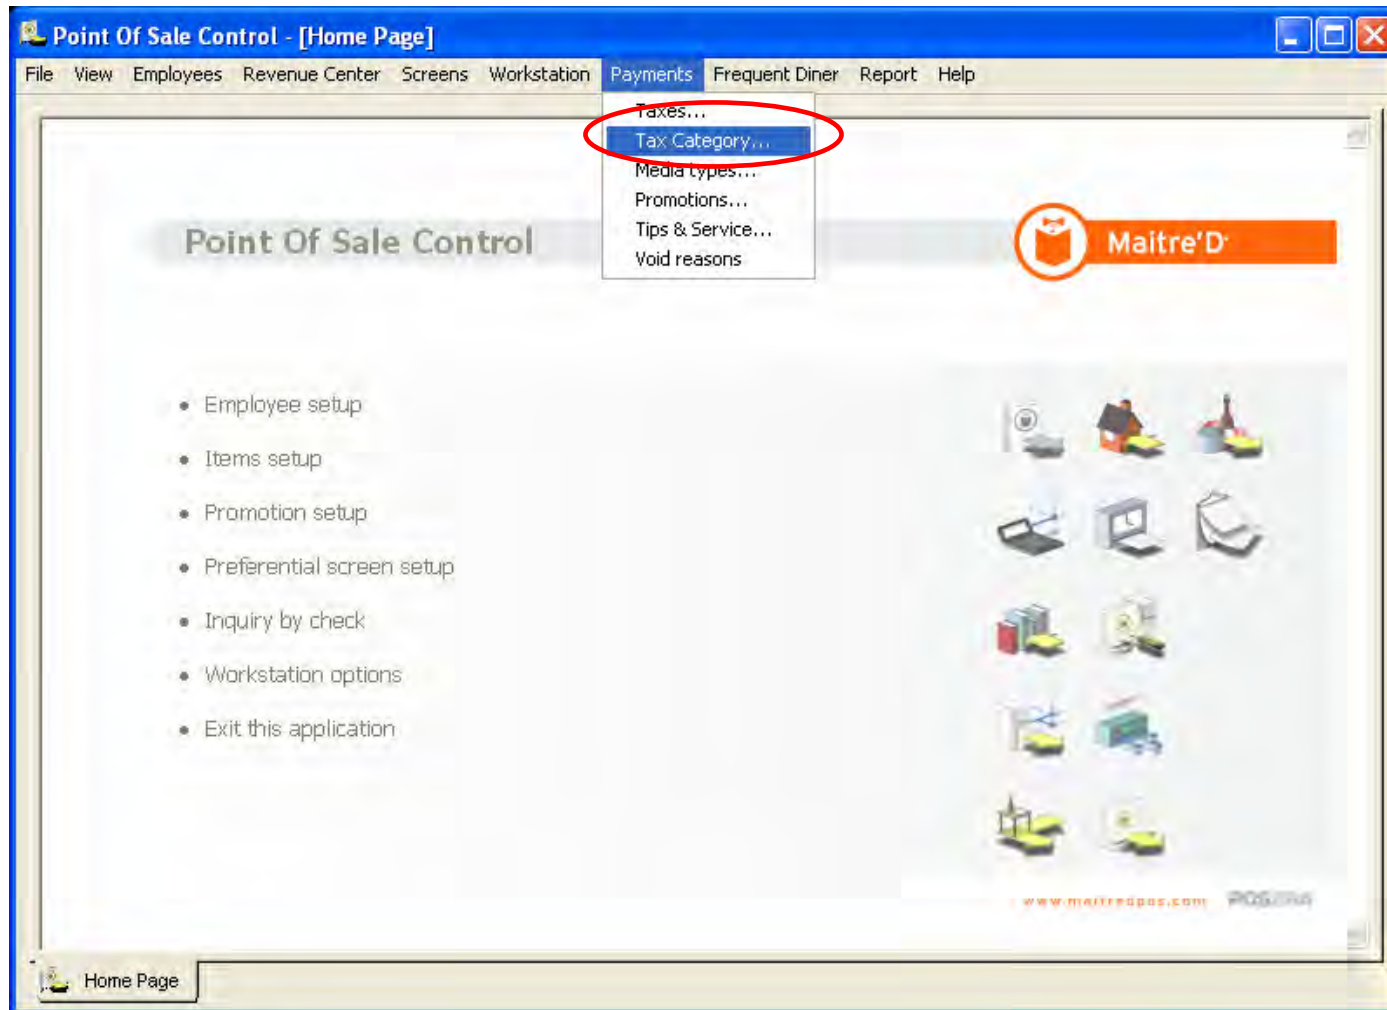 Point Of Sale Control - [Home Page]
File View Employees Revenue Center Screens Workstation Payments Frequent Diner Report Help
Taxes...
Tax Category...
Media types...
Promotions...
Tips & Service...
Void reasons
Point Of Sale Control
Maitre'D
• Employee setup
• Items setup
• Promotion setup
• Preferential screen setup
• Inquiry by check
• Workstation options
• Exit this application
www.maitredpos.com
Home Page